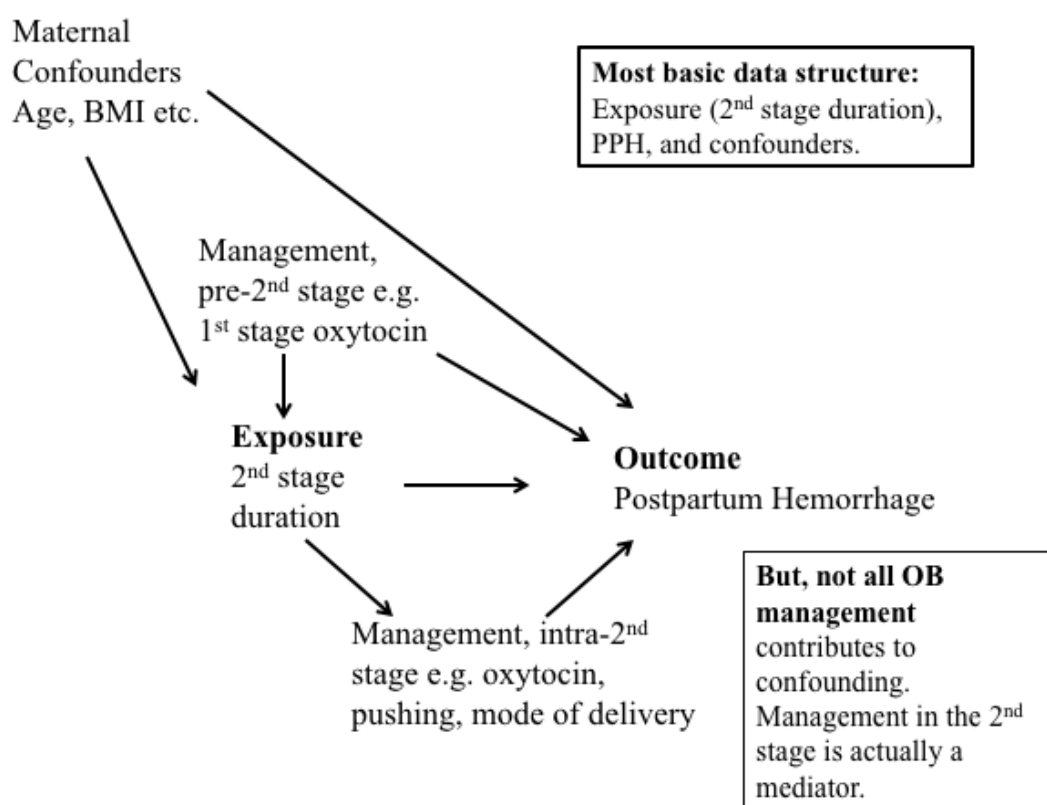 Maternal
Confounders
Age, BMI etc.
Most basic data structure:
Exposure (2nd stage duration),
PPH, and confounders.
Management,
pre-2nd stage e.g.
1st stage oxytocin
Exposure
2nd stage
duration
Outcome
Postpartum Hemorrhage
Management, intra-2nd
stage e.g. oxytocin,
pushing, mode of delivery
But, not all OB
management
contributes to
confounding.
Management in the 2nd
stage is actually a
mediator.